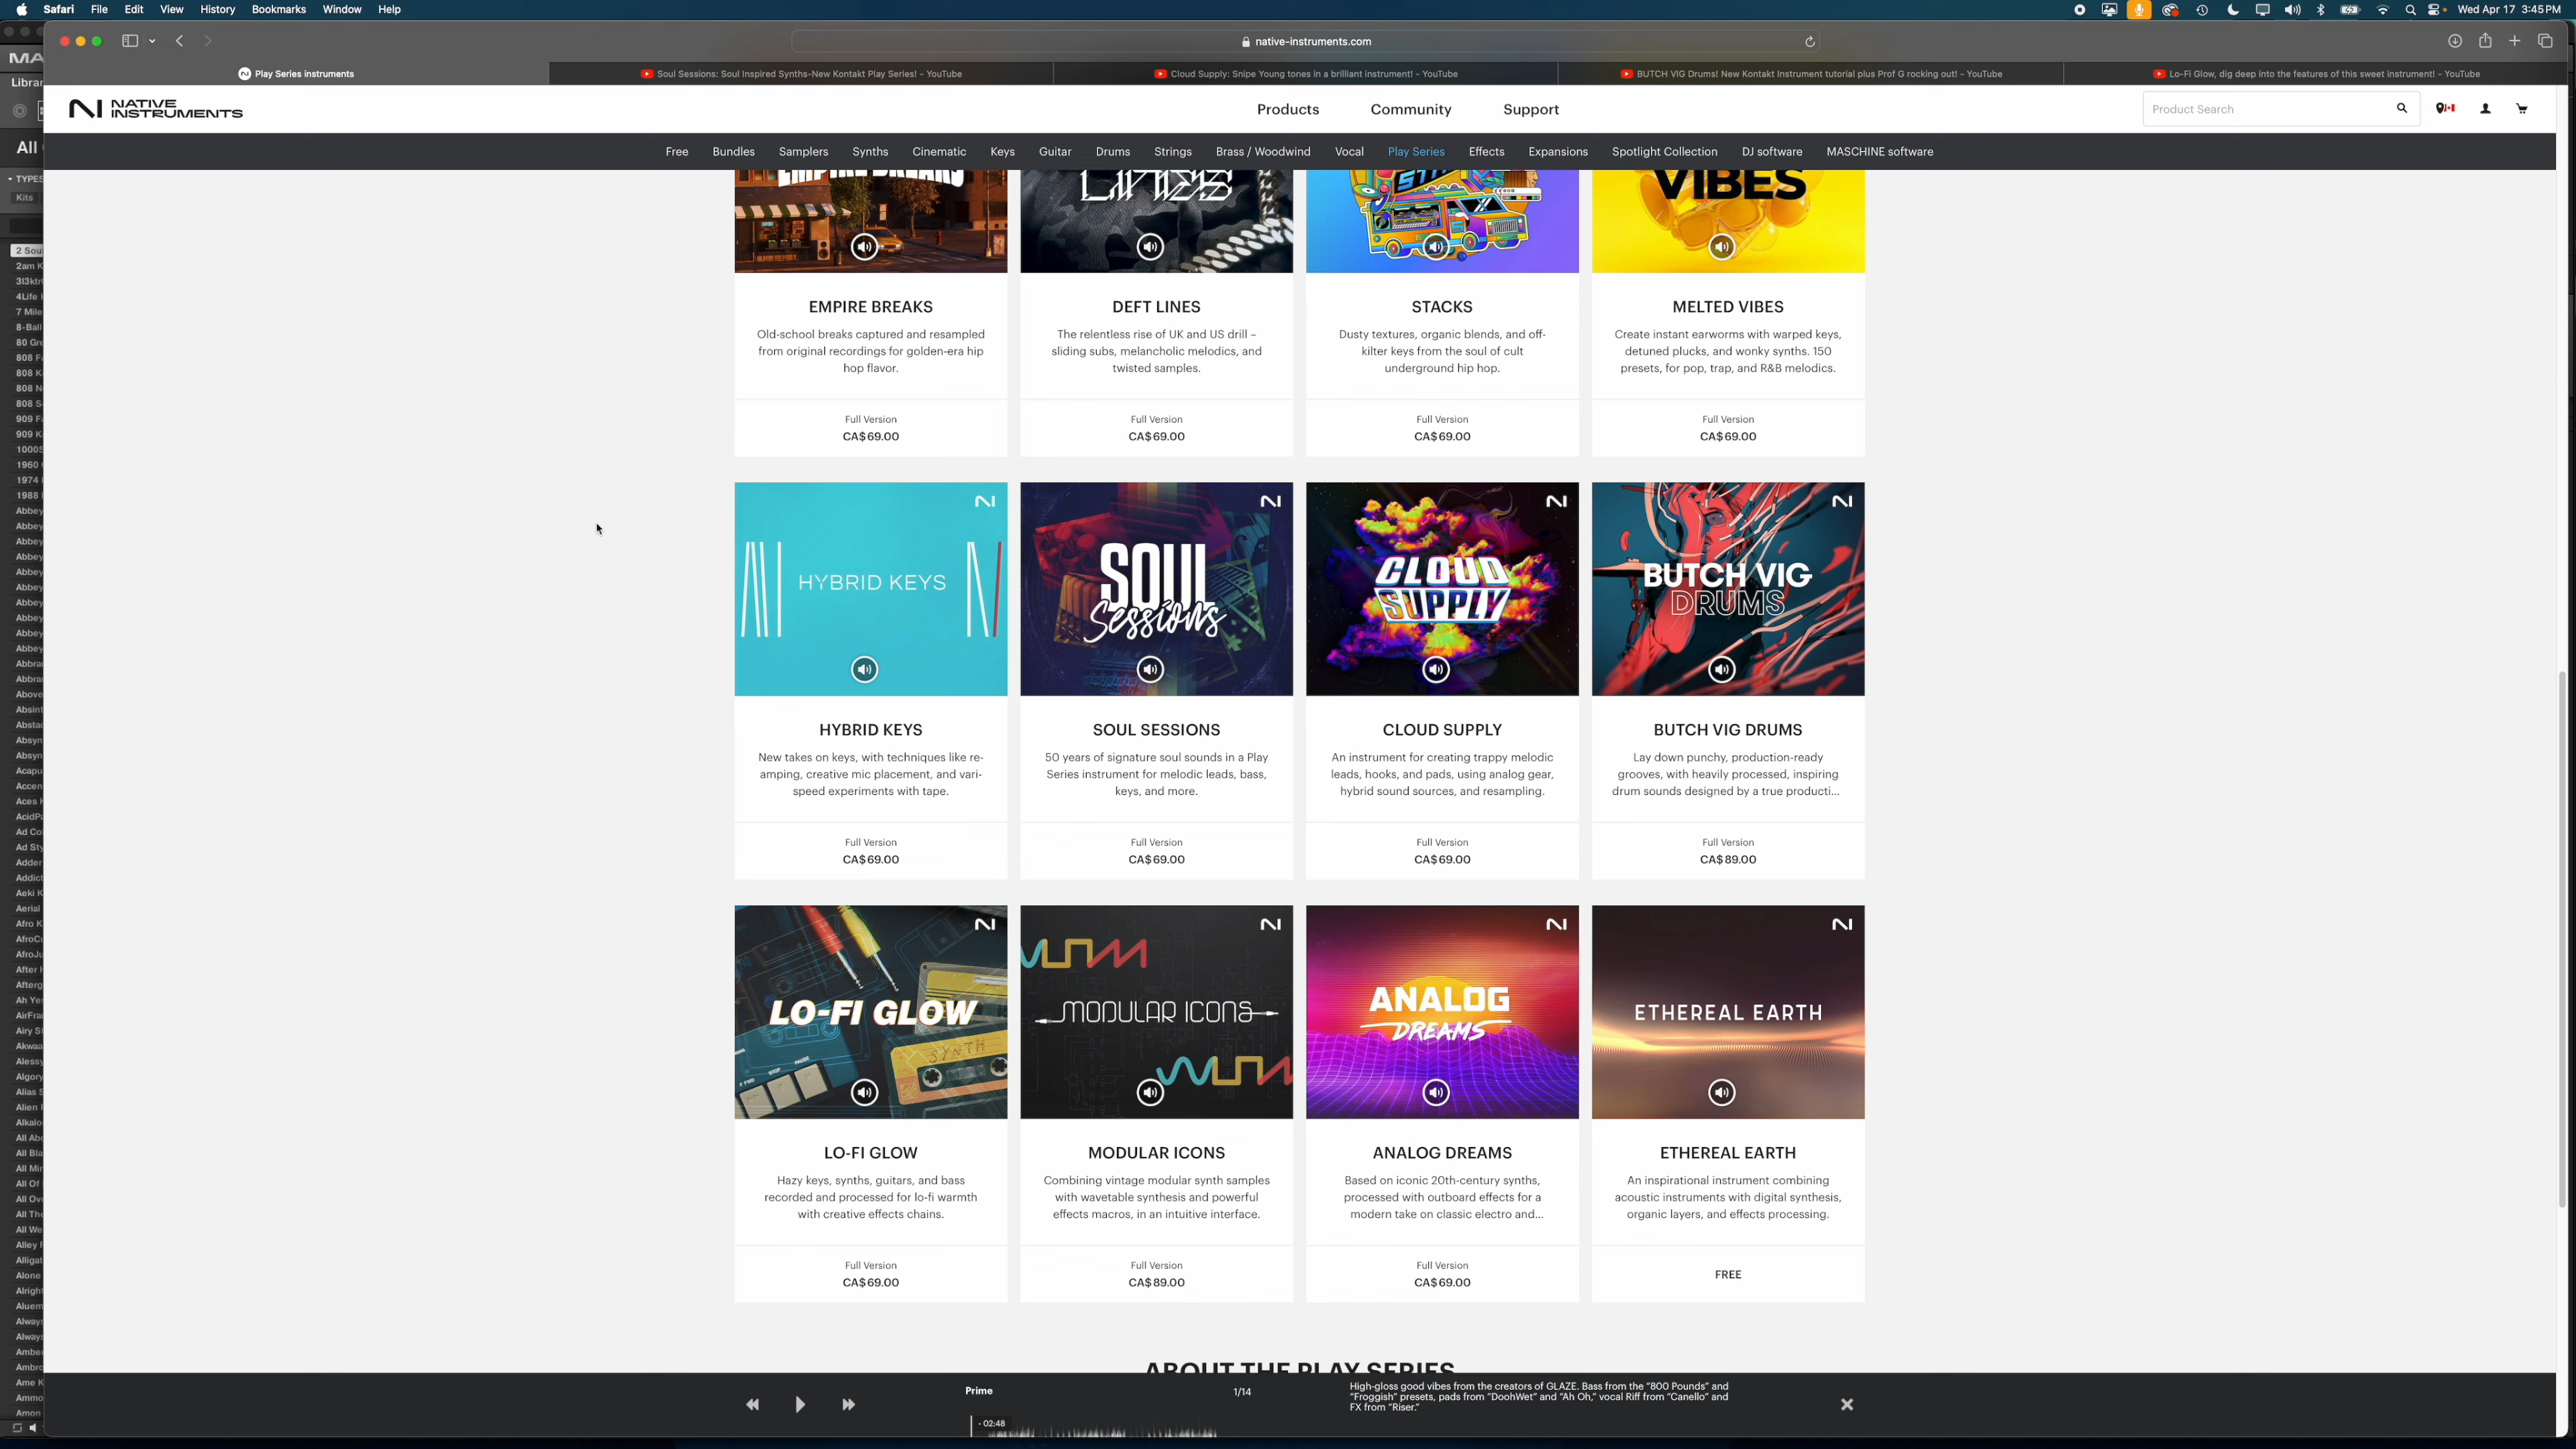 Safari File Edit View History Bookmarks Window Help
Wed Apr 17 3:45 PM
native-instruments.com
Play Series instruments
Soul Sessions: Soul Inspired Synths-New Kontakt Play Series! - YouTube
Cloud Supply: Snipe Young tones in a brilliant instrument! - YouTube
BUTCH VIG Drums! New Kontakt Instrument tutorial plus Prof G rocking out! - YouTube
Lo-Fi Glow, dig deep into the features of this sweet instrument! - YouTube
NATIVE INSTRUMENTS
Products Community Support
Product Search
Free Bundles Samplers Synths Cinematic Keys Guitar Drums Strings Brass / Woodwind Vocal Play Series Effects Expansions Spotlight Collection DJ software MASCHINE software
EMPIRE BREAKS
LINES
VIBES
EMPIRE BREAKS
Old-school breaks captured and resampled
from original recordings for golden-era hip
hop flavor.
Full Version
CA$69.00
DEFT LINES
The relentless rise of UK and US drill –
sliding subs, melancholic melodics, and
twisted samples.
Full Version
CA$69.00
STACKS
Dusty textures, organic blends, and off-
kilter keys from the soul of cult
underground hip hop.
Full Version
CA$69.00
MELTED VIBES
Create instant earworms with warped keys,
detuned plucks, and wonky synths. 150
presets, for pop, trap, and R&B melodics.
Full Version
CA$69.00
HYBRID KEYS
HYBRID KEYS
New takes on keys, with techniques like re-
amping, creative mic placement, and vari-
speed experiments with tape.
Full Version
CA$69.00
SOUL
Sessions
SOUL SESSIONS
50 years of signature soul sounds in a Play
Series instrument for melodic leads, bass,
keys, and more.
Full Version
CA$69.00
CLOUD
SUPPLY
CLOUD SUPPLY
An instrument for creating trappy melodic
leads, hooks, and pads, using analog gear,
hybrid sound sources, and resampling.
Full Version
CA$69.00
BUTCH VIG
DRUMS
BUTCH VIG DRUMS
Lay down punchy, production-ready
grooves, with heavily processed, inspiring
drum sounds designed by a true producti...
Full Version
CA$89.00
LO-FI GLOW
SYNTH
LO-FI GLOW
Hazy keys, synths, guitars, and bass
recorded and processed for lo-fi warmth
with creative effects chains.
Full Version
CA$69.00
MODULAR ICONS
MODULAR ICONS
Combining vintage modular synth samples
with wavetable synthesis and powerful
effects macros, in an intuitive interface.
Full Version
CA$89.00
ANALOG
DREAMS
ANALOG DREAMS
Based on iconic 20th-century synths,
processed with outboard effects for a
modern take on classic electro and...
Full Version
CA$69.00
ETHEREAL EARTH
ETHEREAL EARTH
An inspirational instrument combining
acoustic instruments with digital synthesis,
organic layers, and effects processing.
FREE
ABOUT THE PLAY SERIES
Prime
1/14
- 02:48
High-gloss good vibes from the creators of GLAZE. Bass from the "800 Pounds" and
"Froggish" presets, pads from "DoohWet" and "Ah Oh," vocal Riff from "Canello" and
FX from "Riser."